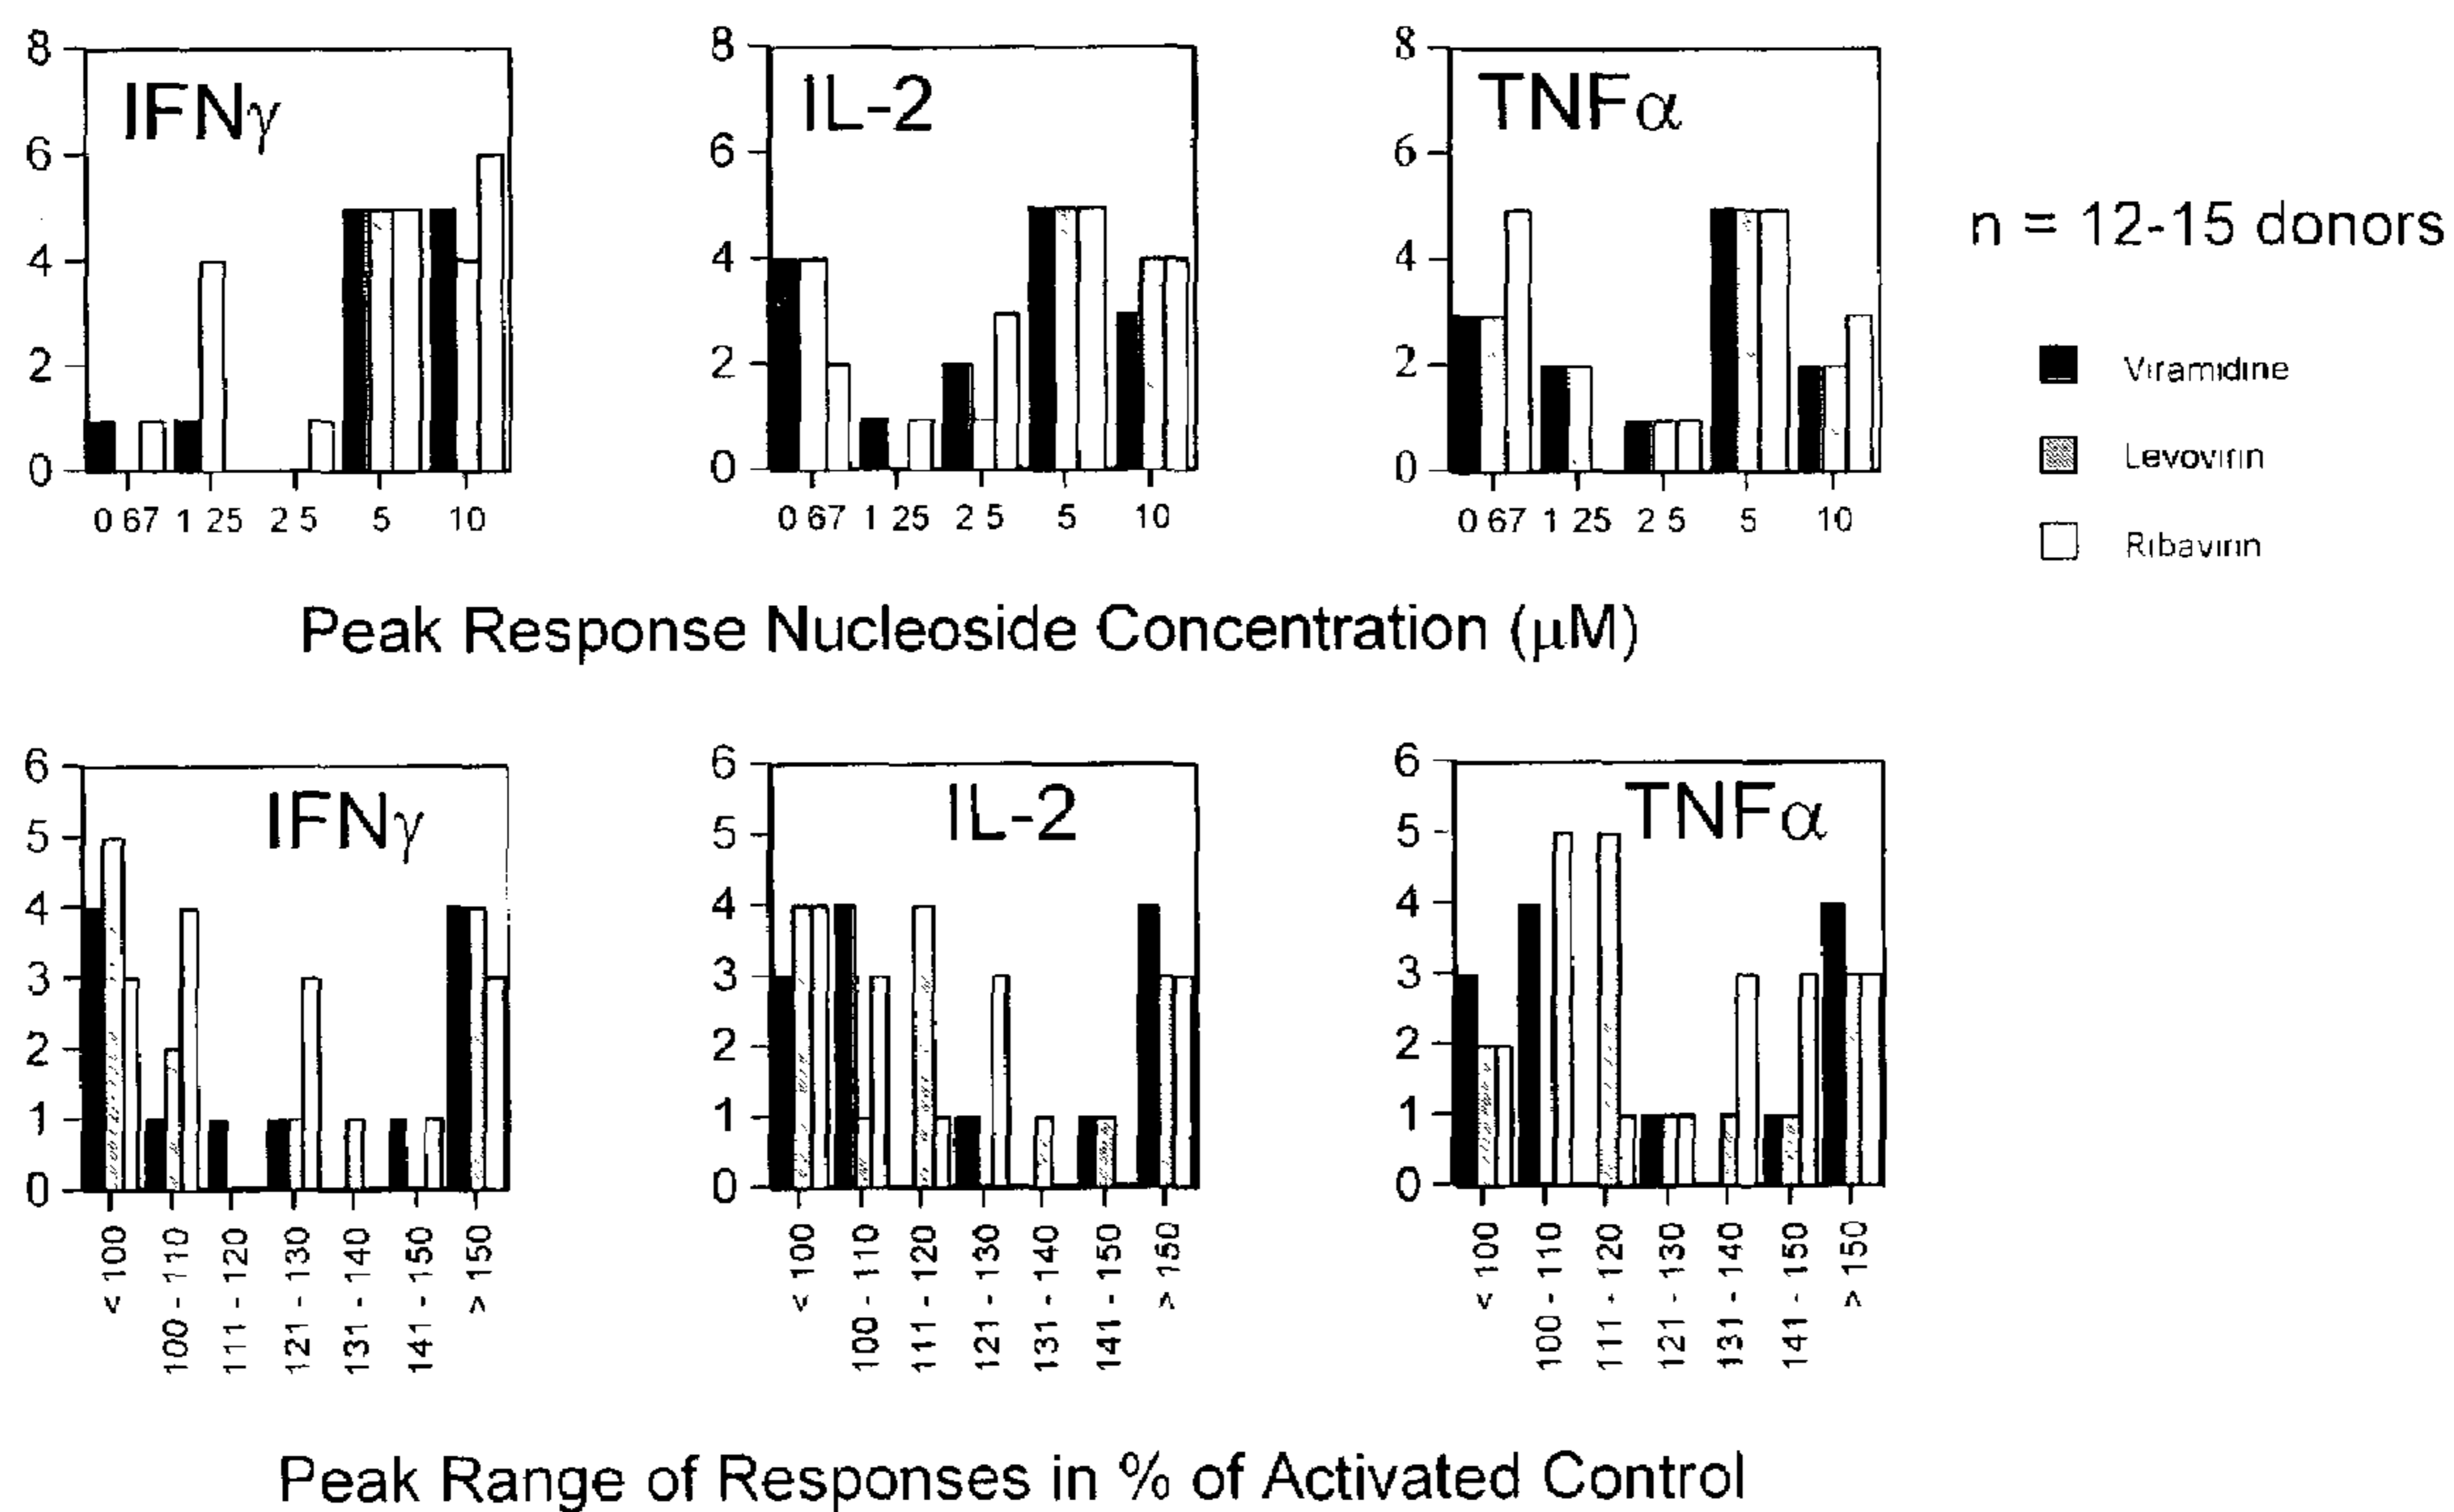 8
6
4
2
0
IFNγ
0 67 1 25 2 5 5 10
8
6
4
2
0
IL-2
0 67 1 25 2 5 5 10
8
6
4
2
0
TNFα
0 67 1 25 2 5 5 10
n = 12-15 donors
Viramidine
Levovirin
Ribavirin
Peak Response Nucleoside Concentration (µM)
6
5
4
3
2
1
0
IFNγ
< 100
100 - 110
111 - 120
121 - 130
131 - 140
141 - 150
> 150
6
5
4
3
2
1
0
IL-2
< 100
100 - 110
111 - 120
121 - 130
131 - 140
141 - 150
> 150
6
5
4
3
2
1
0
TNFα
< 100
100 - 110
111 - 120
121 - 130
131 - 140
141 - 150
> 150
Peak Range of Responses in % of Activated Control